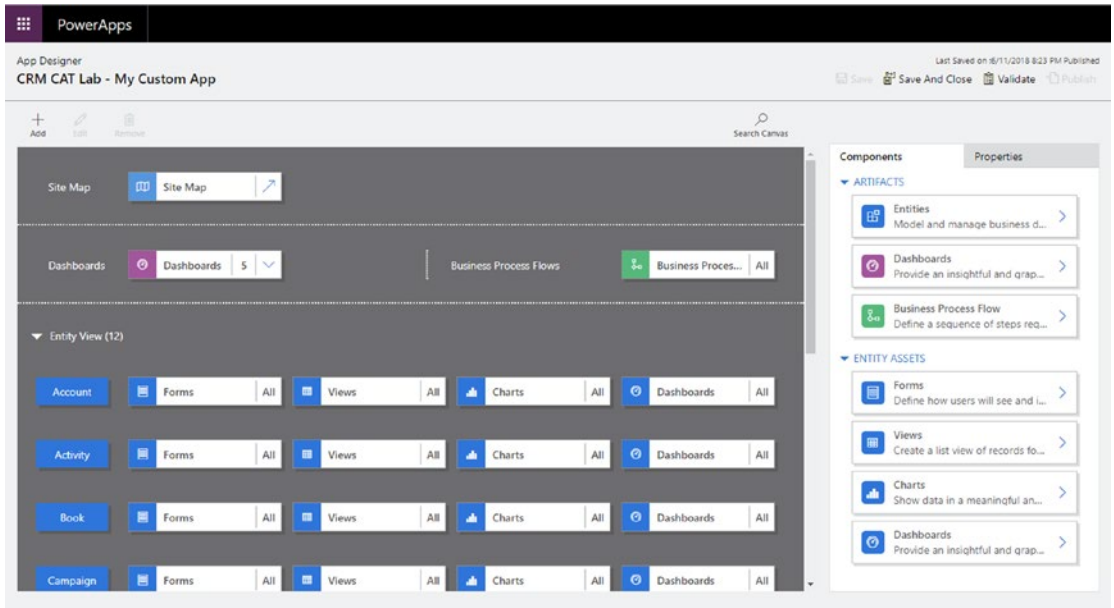 PowerApps
App Designer
CRM CAT Lab - My Custom App
Last Saved on :6/11/2018 8:23 PM Published
Save Save And Close Validate Publish
Add Edit Remove Search Canvas
Components Properties
Site Map Site Map
ARTIFACTS
Entities
Model and manage business d...
Dashboards Dashboards 5 Business Process Flows Business Proces... All
Dashboards
Provide an insightful and grap...
Business Process Flow
Define a sequence of steps req...
Entity View (12)
ENTITY ASSETS
Forms
Define how users will see and i...
Account Forms All Views All Charts All Dashboards All
Views
Create a list view of records fo...
Activity Forms All Views All Charts All Dashboards All
Charts
Show data in a meaningful an...
Book Forms All Views All Charts All Dashboards All
Dashboards
Provide an insightful and grap...
Campaign Forms All Views All Charts All Dashboards All